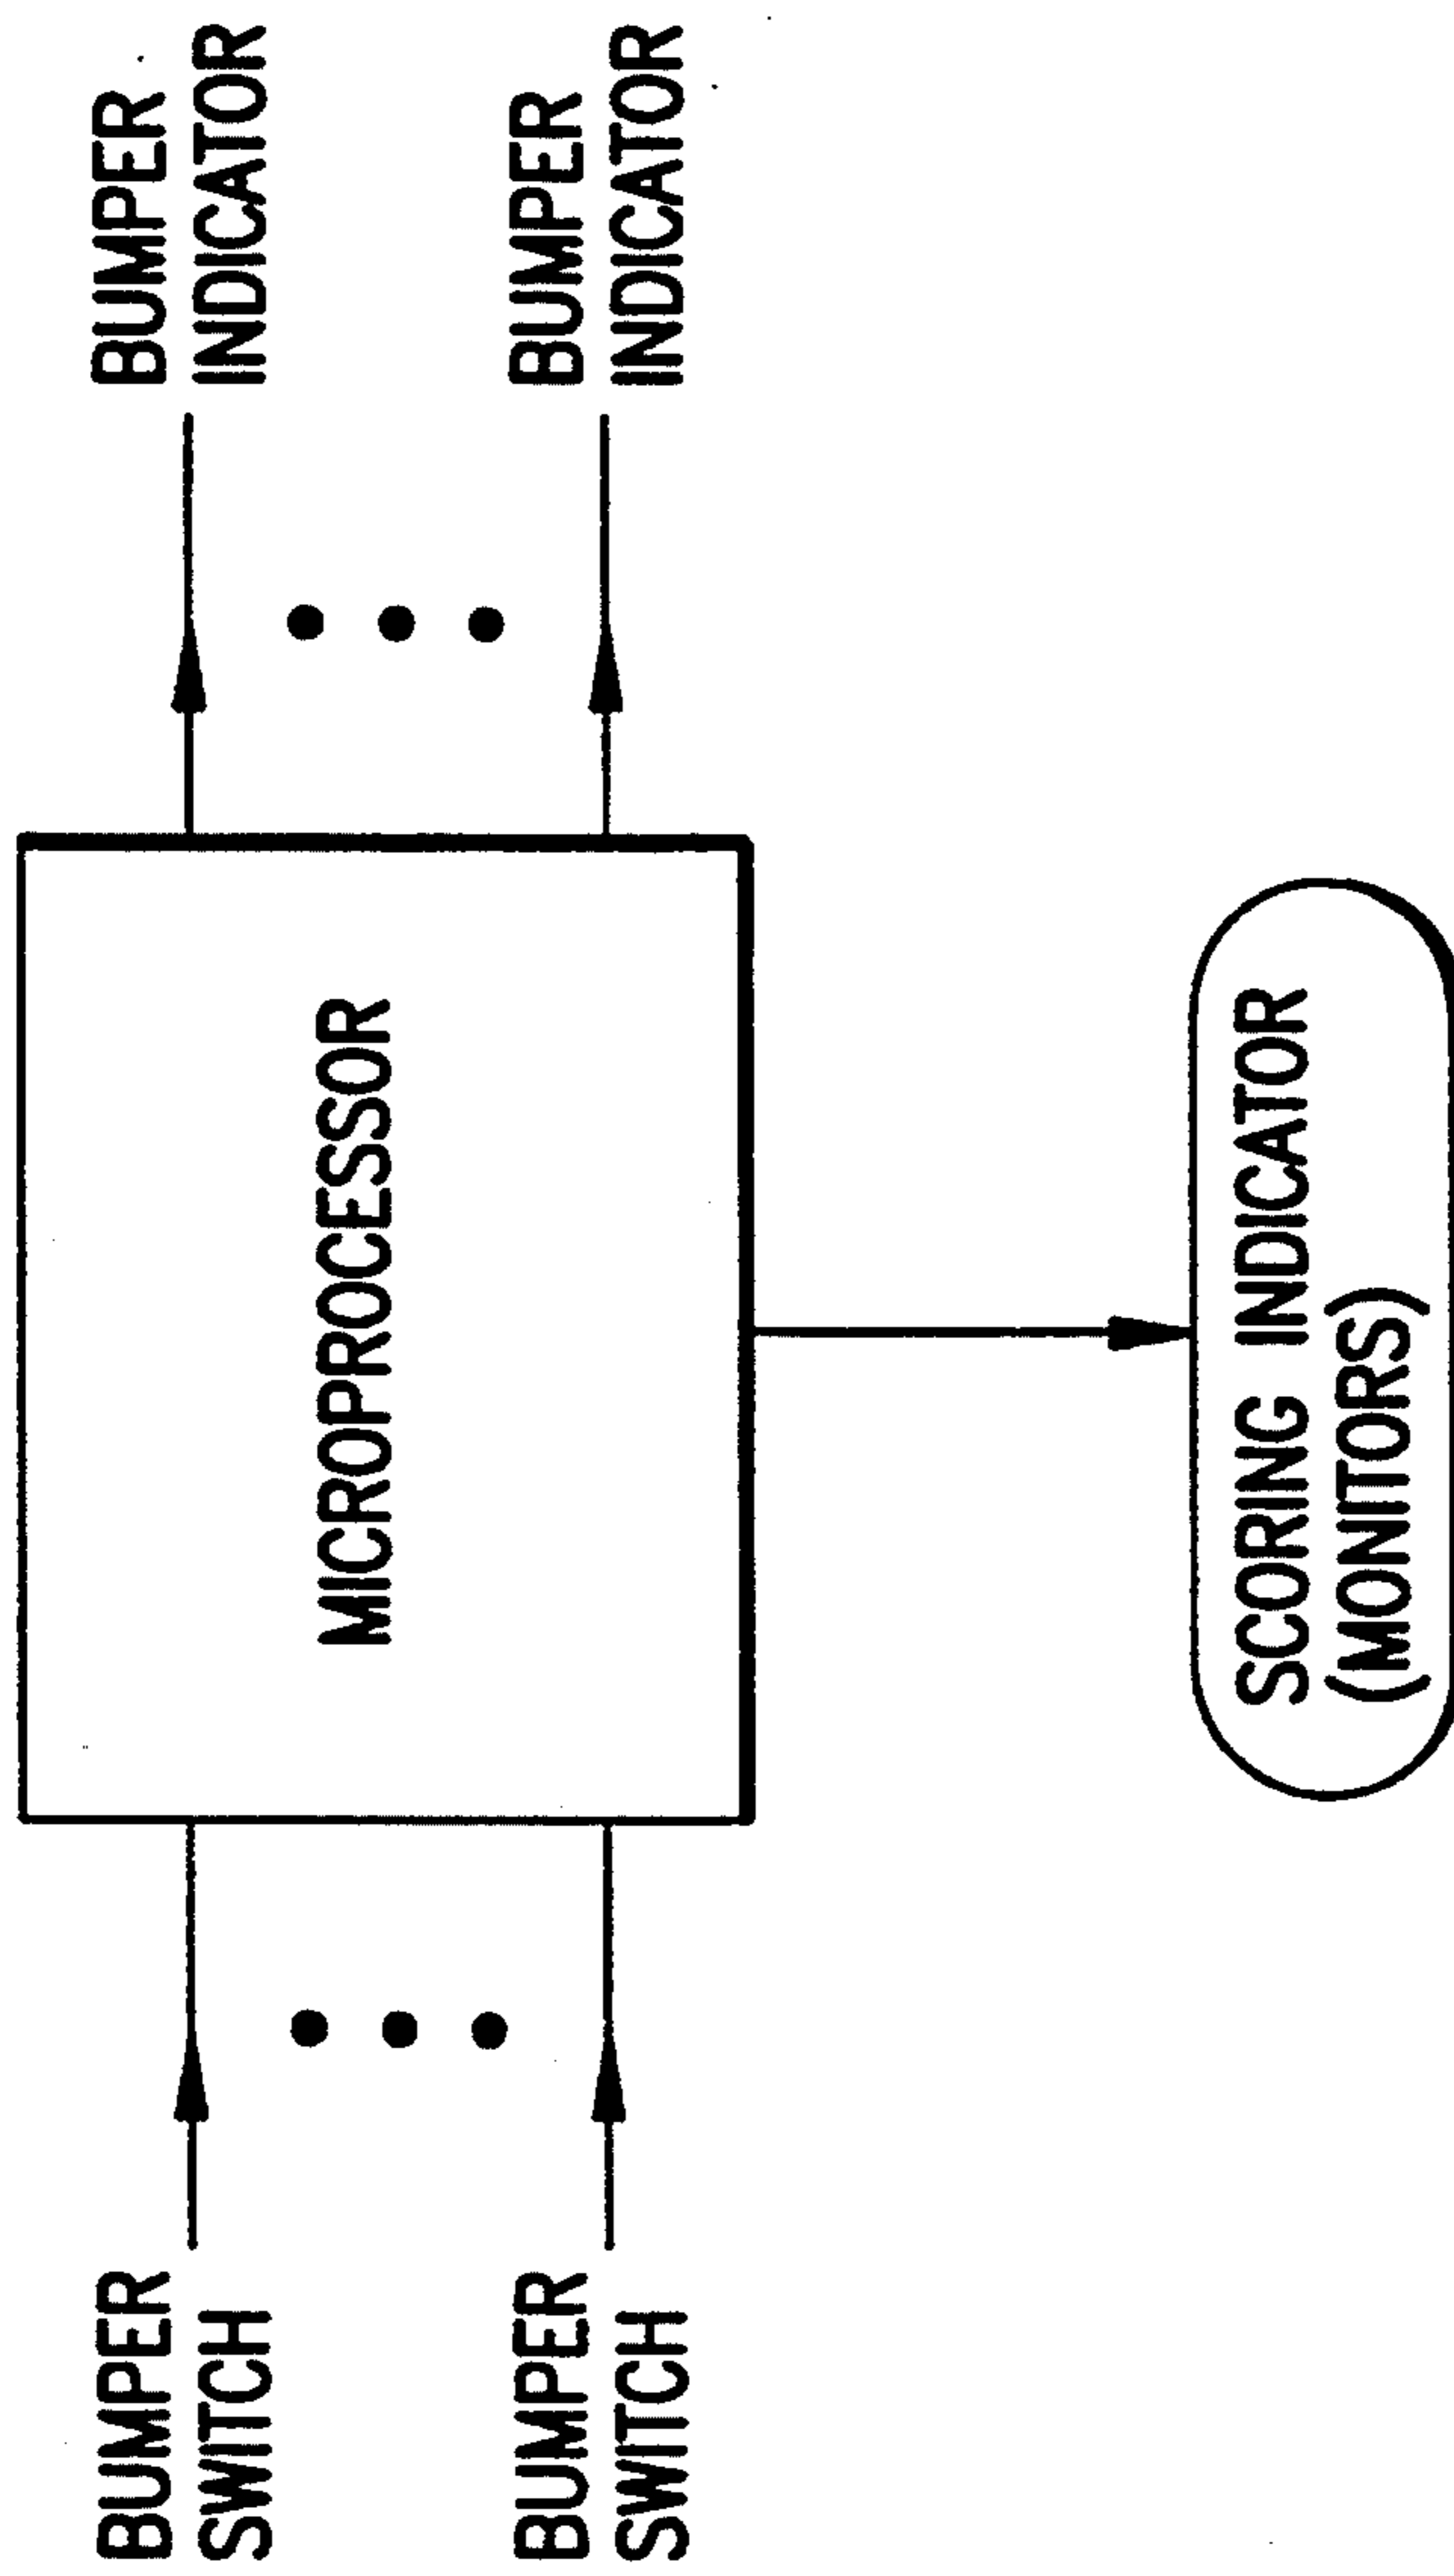 BUMPER
SWITCH
BUMPER
SWITCH
MICROPROCESSOR
BUMPER
INDICATOR
BUMPER
INDICATOR
SCORING INDICATOR
(MONITORS)